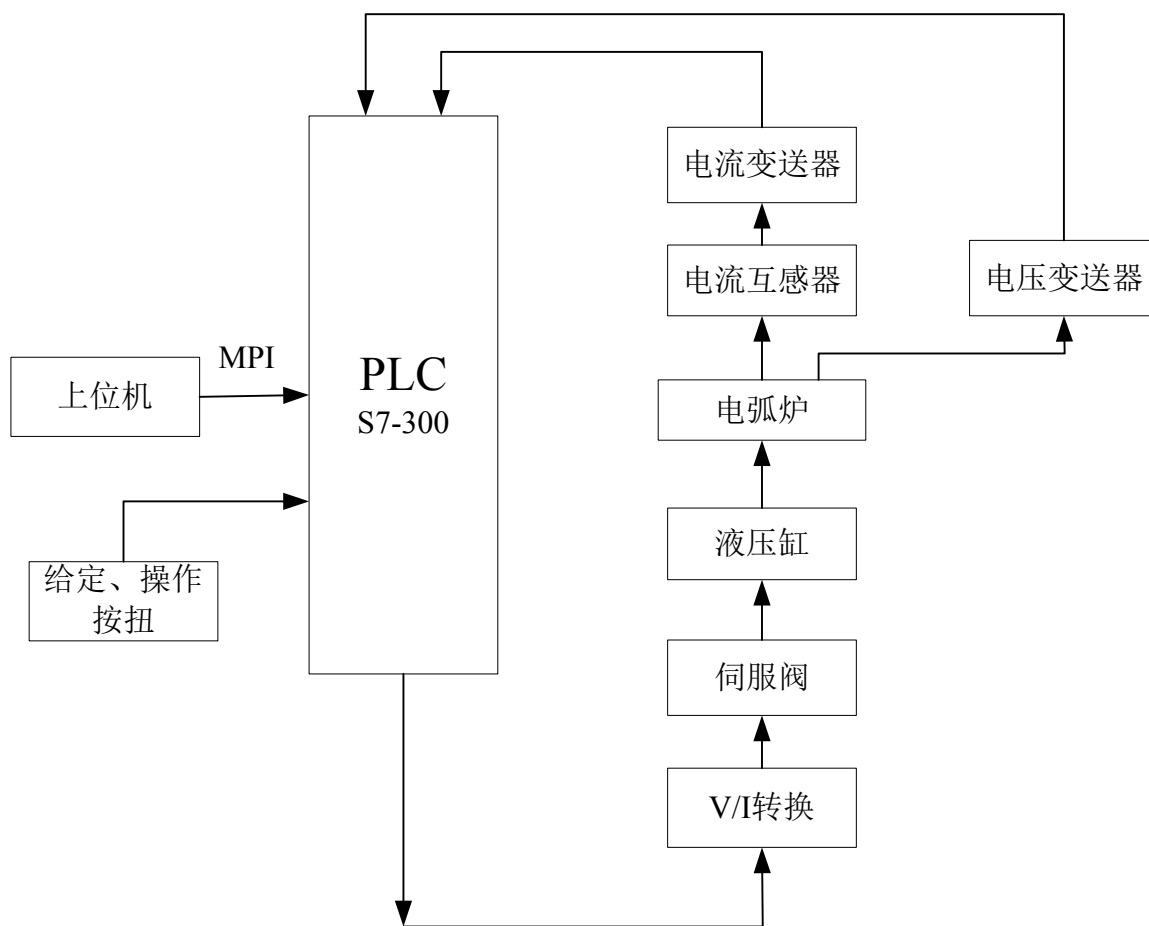 电流变送器
电流互感器
电压变送器
MPI
上位机
PLC
S7-300
电弧炉
液压缸
给定、操作
按扭
伺服阀
V/I转换